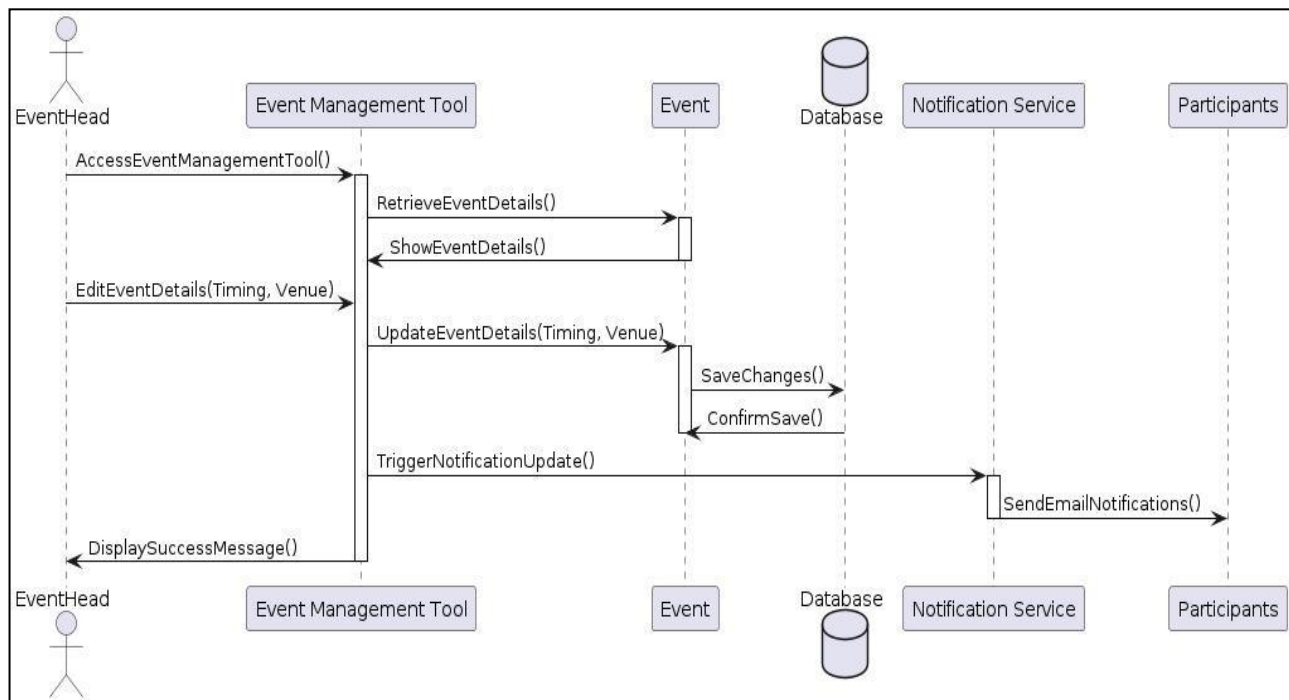 EventHead
Event Management Tool
Event
Database
Notification Service
Participants
AccessEventManagementTool()
RetrieveEventDetails()
ShowEventDetails()
EditEventDetails(Timing, Venue)
UpdateEventDetails(Timing, Venue)
SaveChanges()
ConfirmSave()
TriggerNotificationUpdate()
SendEmailNotifications()
DisplaySuccessMessage()
EventHead
Event Management Tool
Event
Database
Notification Service
Participants